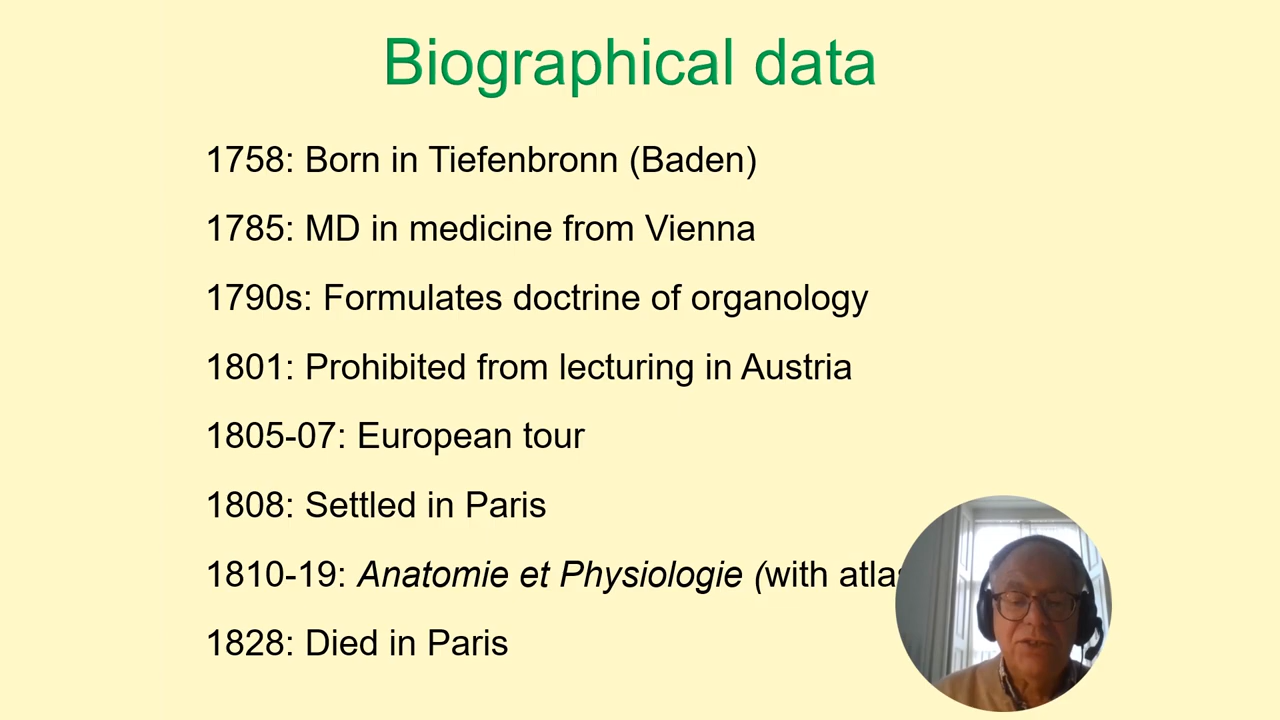 Biographical data
1758: Born in Tiefenbronn (Baden)
1785: MD in medicine from Vienna
1790s: Formulates doctrine of organology
1801: Prohibited from lecturing in Austria
1805-07: European tour
1808: Settled in Paris
1810-19: Anatomie et Physiologie (with
1828: Died in Paris